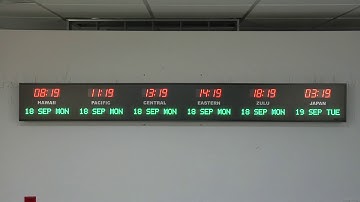 08:19 11:19 13:19 14:19 18:19 03:19
HAWAII PACIFIC CENTRAL EASTERN ZULU JAPAN
18 SEP MON 18 SEP MON 18 SEP MON 18 SEP MON 18 SEP MON 19 SEP TUE